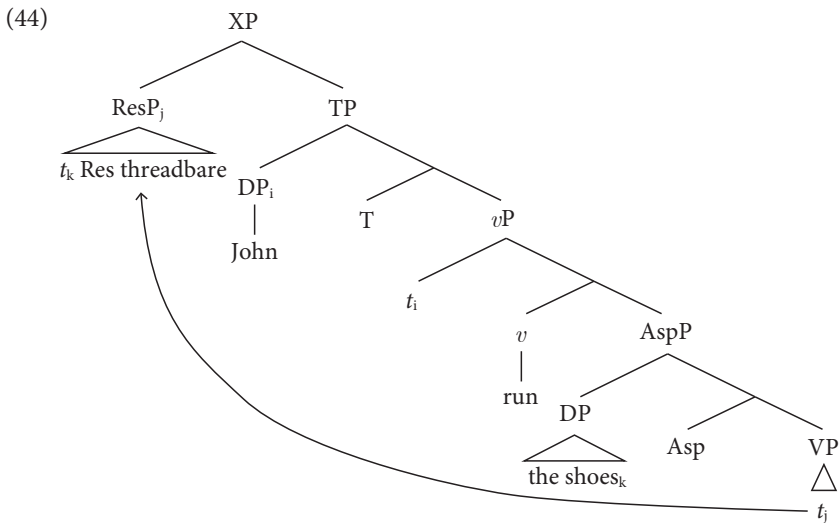 (44)
XP
ResPj TP
tk Res threadbare
DPi
T vP
John
ti
v AspP
run
DP
Asp VP
the shoesk
tj